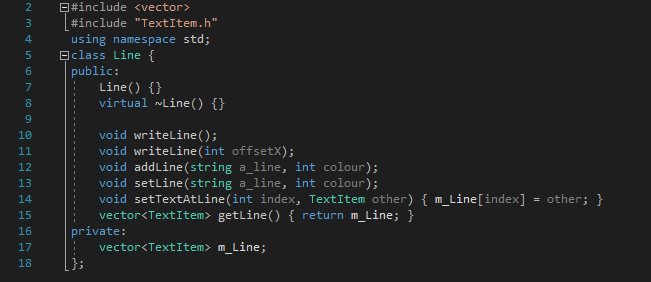 2 #include <vector>
3 #include "TextItem.h"
4 using namespace std;
5 class Line {
6 public:
7 Line() {}
8 virtual ~Line() {}
9
10 void writeLine();
11 void writeLine(int offsetX);
12 void addLine(string a_line, int colour);
13 void setLine(string a_line, int colour);
14 void setTextAtLine(int index, TextItem other) { m_Line[index] = other; }
15 vector<TextItem> getLine() { return m_Line; }
16 private:
17 vector<TextItem> m_Line;
18 };